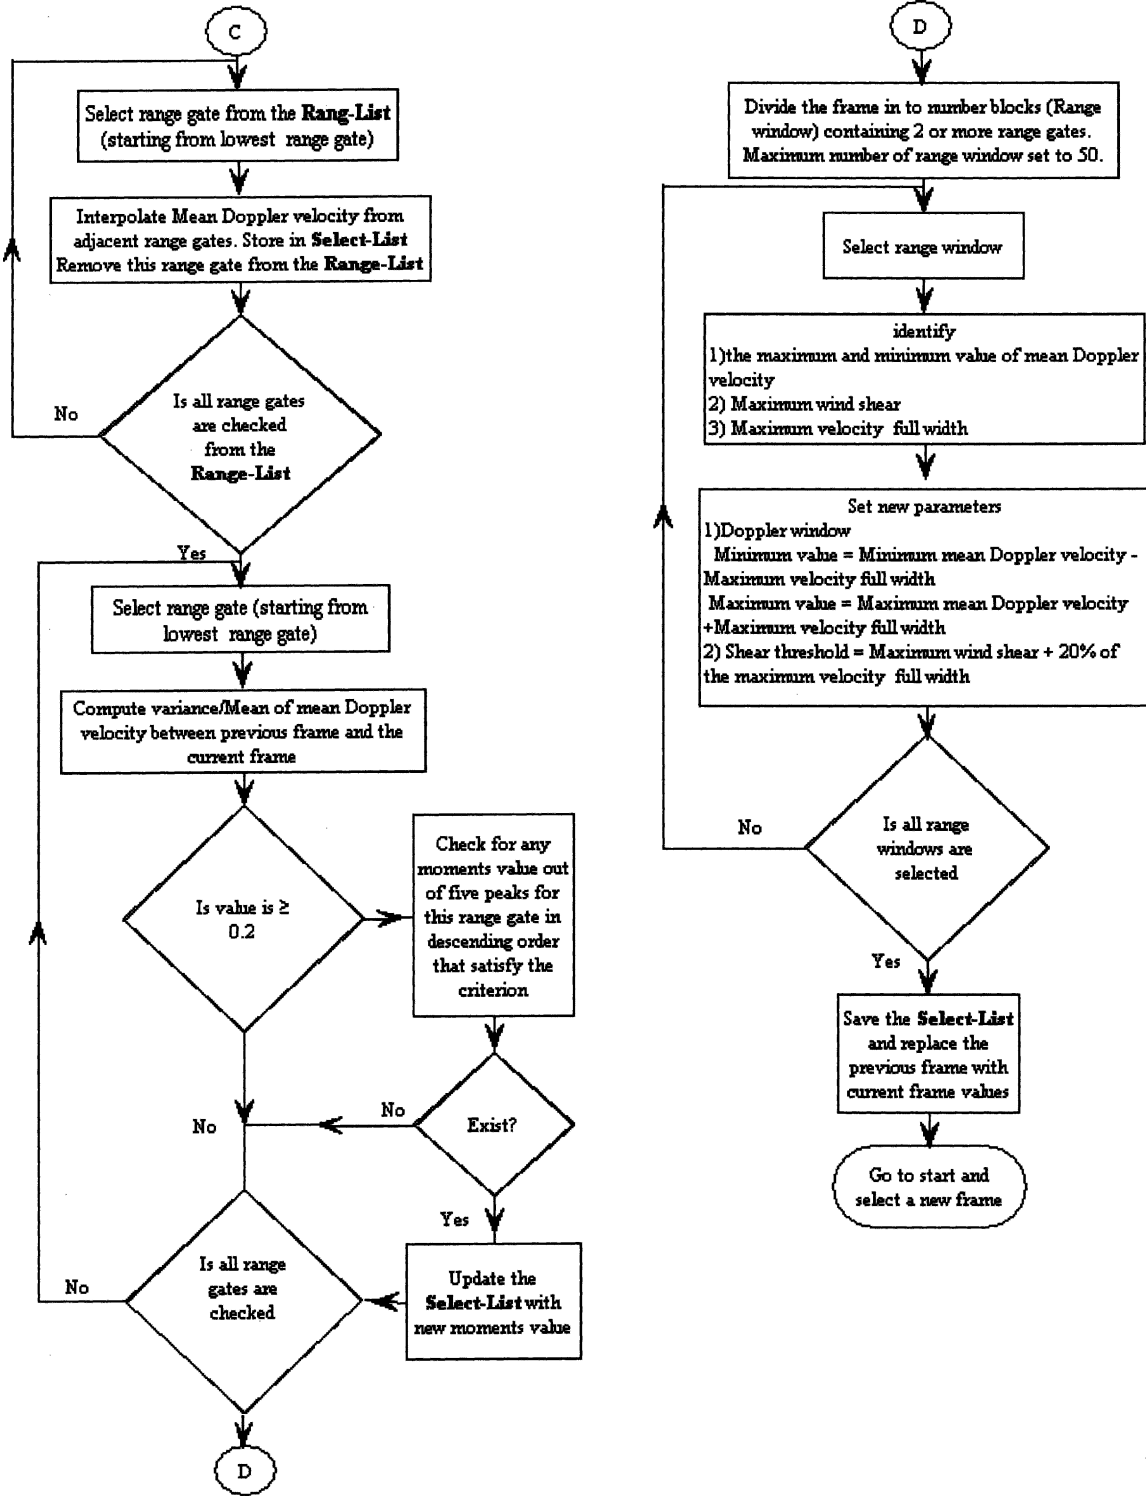 C
Select range gate from the Rang-List
(starting from lowest range gate)
Interpolate Mean Doppler velocity from
adjacent range gates. Store in Select-List
Remove this range gate from the Range-List
Is all range gates
are checked
from the
Range-List
No
Yes
Select range gate (starting from
lowest range gate)
Compute variance/Mean of mean Doppler
velocity between previous frame and the
current frame
Is value is ≥
0.2
Check for any
moments value out
of five peaks for
this range gate in
descending order
that satisfy the
criterion
No
No
Exist?
Yes
Update the
Select-List with
new moments value
Is all range
gates are
checked
No
D
D
Divide the frame in to number blocks (Range
window) containing 2 or more range gates.
Maximum number of range window set to 50.
Select range window
identify
1)the maximum and minimum value of mean Doppler
velocity
2) Maximum wind shear
3) Maximum velocity full width
Set new parameters
1)Doppler window
Minimum value = Minimum mean Doppler velocity -
Maximum velocity full width
Maximum value = Maximum mean Doppler velocity
+Maximum velocity full width
2) Shear threshold = Maximum wind shear + 20% of
the maximum velocity full width
No
Is all range
windows are
selected
Yes
Save the Select-List
and replace the
previous frame with
current frame values
Go to start and
select a new frame